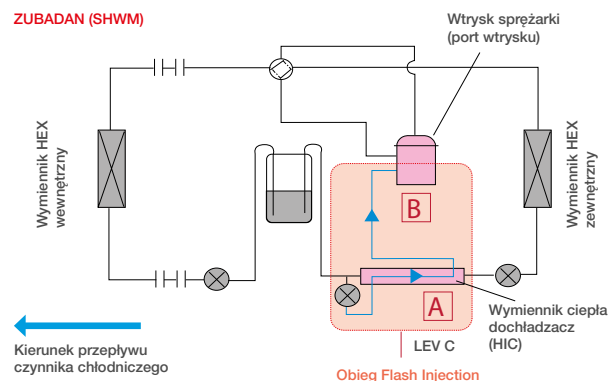 ZUBADAN (SHWM)
Wtrysk sprężarki
(port wtrysku)
Wymiennik HEX
wewnętrzny
Wymiennik HEX
zewnętrzny
B
A
Wymiennik ciepła
dochładzacz
(HIC)
LEV C
Kierunek przepływu
czynnika chłodniczego
Obieg Flash Injection